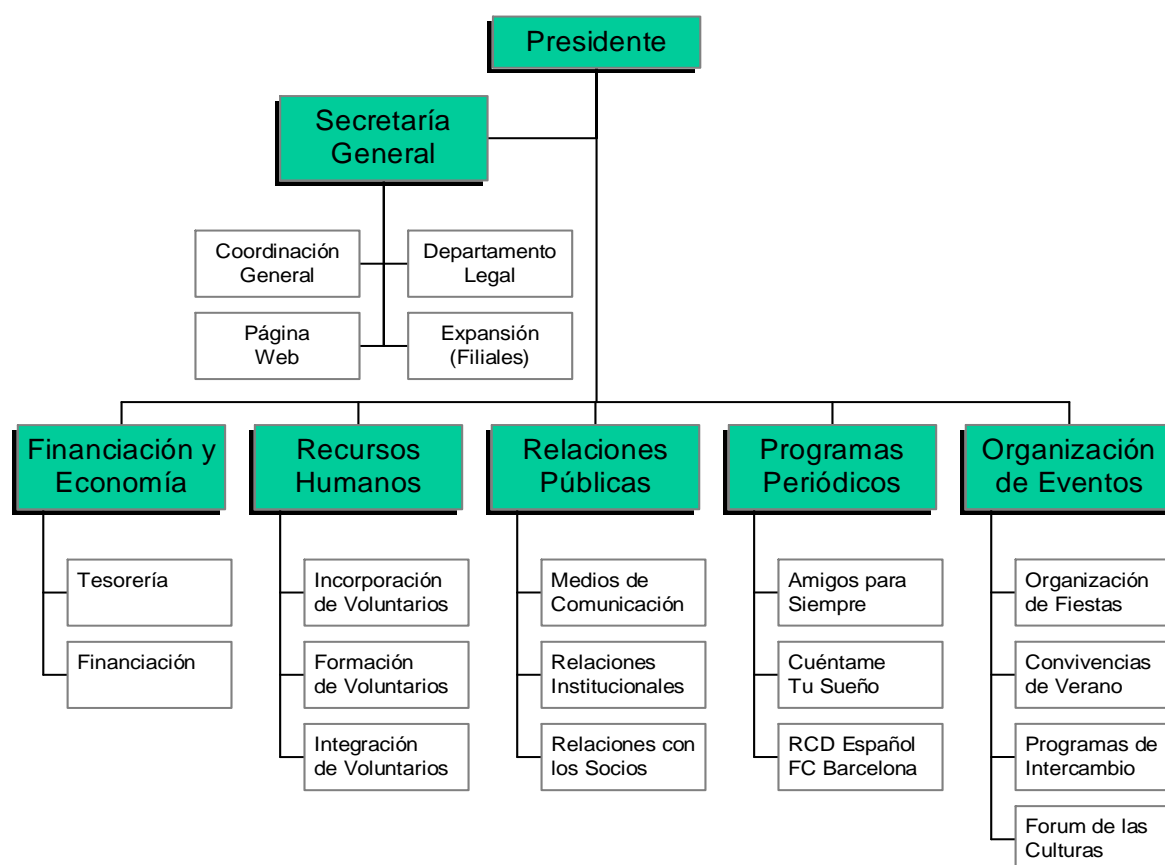 Presidente
Secretaría
General
Coordinación
General
Departamento
Legal
Página
Web
Expansión
(Filiales)
Financiación y
Economía
Recursos
Humanos
Relaciones
Públicas
Programas
Periódicos
Organización
de Eventos
Tesorería
Financiación
Incorporación
de Voluntarios
Formación
de Voluntarios
Integración
de Voluntarios
Medios de
Comunicación
Relaciones
Institucionales
Relaciones con
los Socios
Amigos para
Siempre
Cuéntame
Tu Sueño
RCD Español
FC Barcelona
Organización
de Fiestas
Convivencias
de Verano
Programas de
Intercambio
Forum de las
Culturas